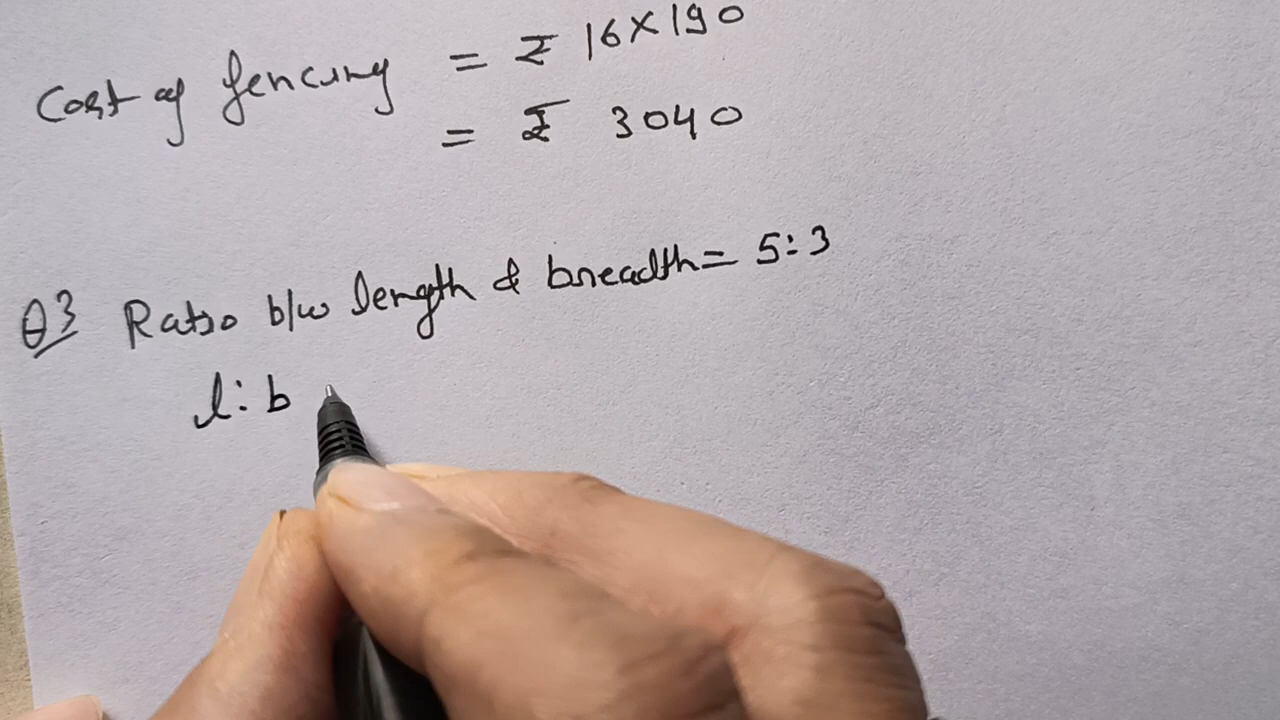 Cost of fencing = ₹ 16×190
= ₹ 3040
Q3 Ratio b/w length & breadth= 5:3
l:b